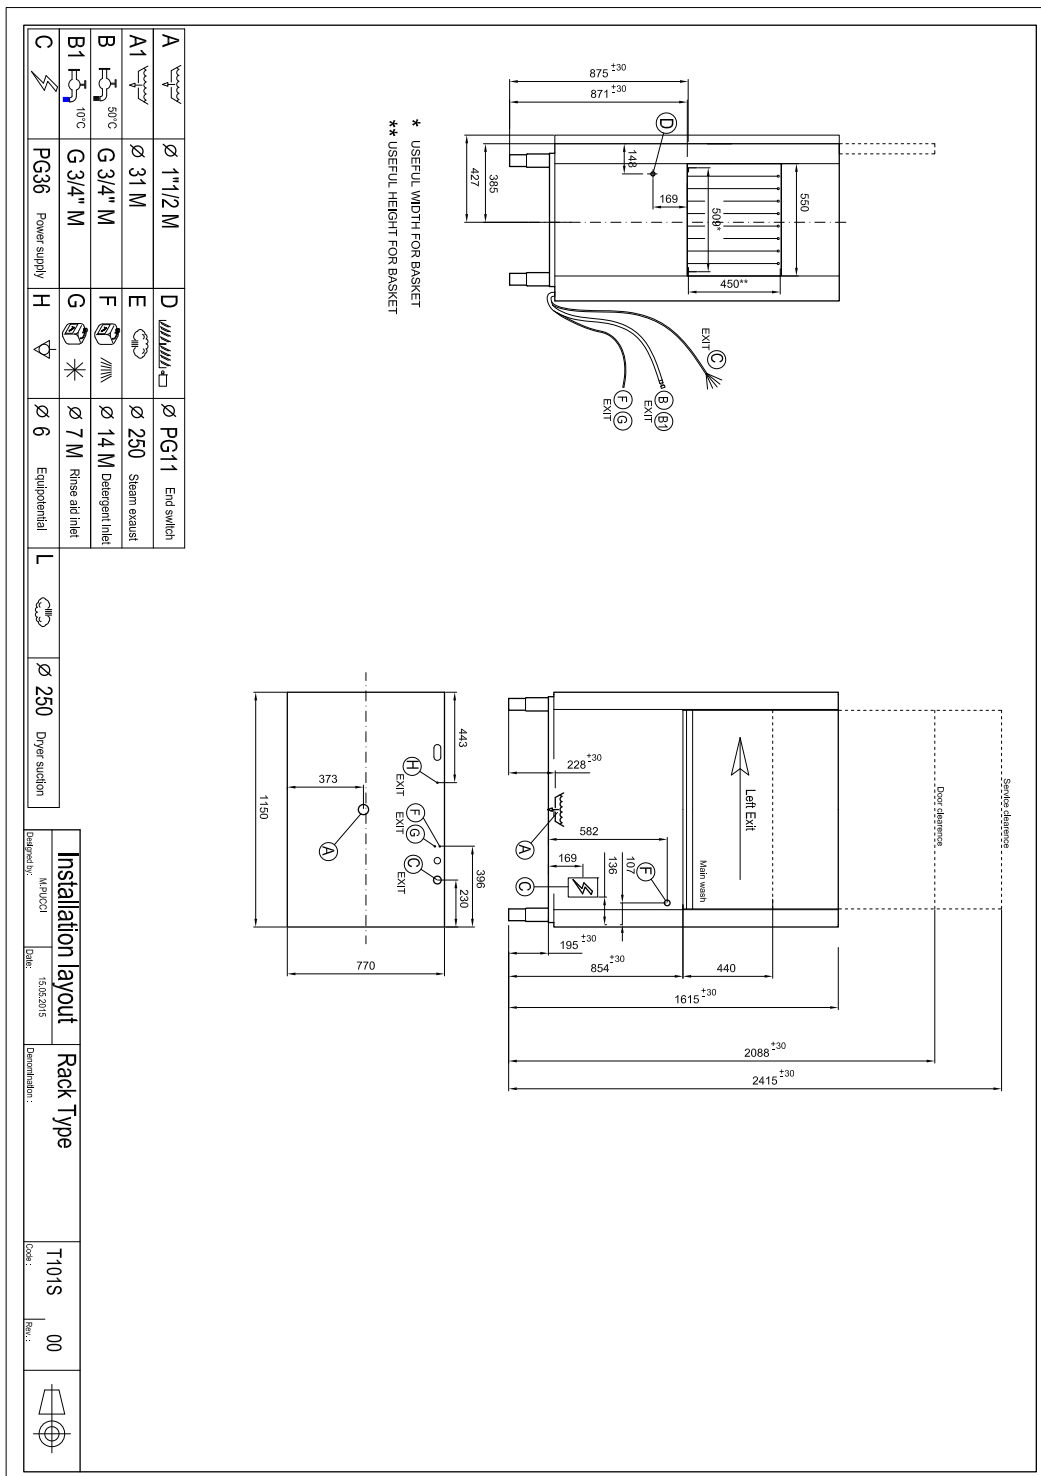 875 ±30
871 ±30
D
148
169
385
427
509*
550
450**
* USEFUL WIDTH FOR BASKET
** USEFUL HEIGHT FOR BASKET
C
EXIT
B B1
EXIT
F G
EXIT
Service clearence
Door clearence
Left Exit
Main wash
228 ±30
582
A
169
136
107
F
C
195 ±30
854 ±30
440
1615 ±30
2088 ±30
2415 ±30
443
H
EXIT
373
F G
EXIT
1150
A
C
EXIT
396
230
770
A Ø 1"1/2 M D Ø PG11 End switch
A1 Ø 31 M E Ø 250 Steam exaust
B 50°C G 3/4" M F Ø 14 M Detergent inlet
B1 10°C G 3/4" M G Ø 7 M Rinse aid inlet
C PG36 Power supply H Ø 6 Equipotential L Ø 250 Dryer suction
Installation layout
Designed by: M.PUCCI
Date: 15.05.2015
Rack Type
Denomination :
T101S
Code :
00
Rev. :